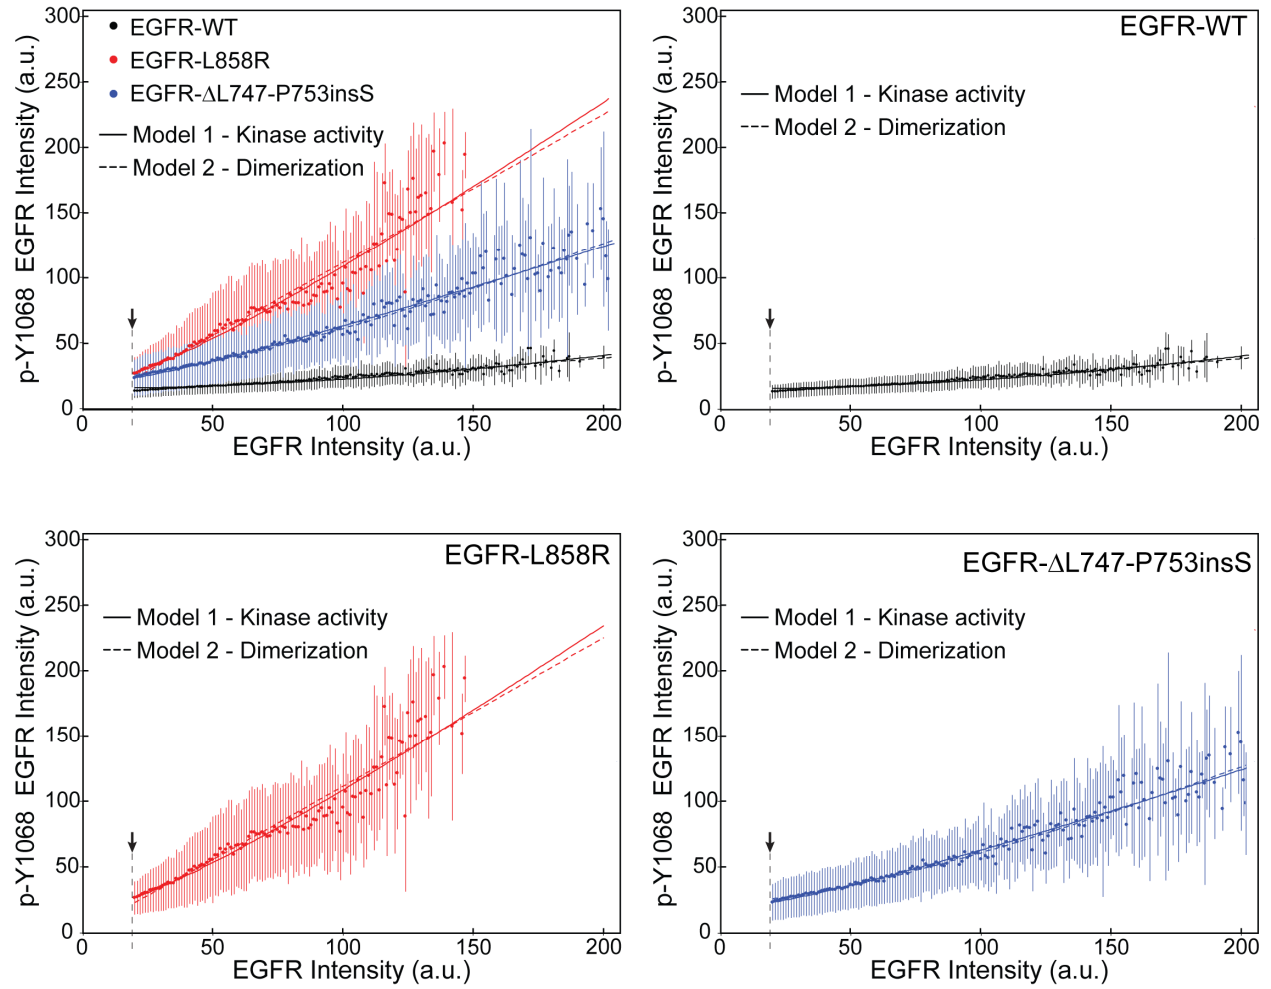 300
250
200
150
100
50
0
p-Y1068 EGFR Intensity (a.u.)
EGFR-WT
EGFR-L858R
EGFR-ΔL747-P753insS
Model 1 - Kinase activity
Model 2 - Dimerization
0 50 100 150 200
EGFR Intensity (a.u.)
300
250
200
150
100
50
0
p-Y1068 EGFR Intensity (a.u.)
EGFR-WT
Model 1 - Kinase activity
Model 2 - Dimerization
0 50 100 150 200
EGFR Intensity (a.u.)
300
250
200
150
100
50
0
p-Y1068 EGFR Intensity (a.u.)
EGFR-L858R
Model 1 - Kinase activity
Model 2 - Dimerization
0 50 100 150 200
EGFR Intensity (a.u.)
300
250
200
150
100
50
0
p-Y1068 EGFR Intensity (a.u.)
EGFR-ΔL747-P753insS
Model 1 - Kinase activity
Model 2 - Dimerization
0 50 100 150 200
EGFR Intensity (a.u.)